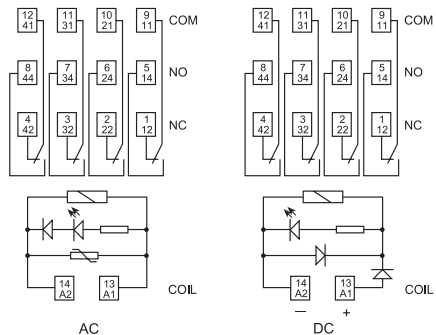 12 11 10 9 COM 12 11 10 9 COM
41 31 21 11 41 31 21 11
8 7 6 5 NO 8 7 6 5 NO
44 34 24 14 44 34 24 14
4 3 2 1 NC 4 3 2 1 NC
42 32 22 12 42 32 22 12
14 13 COIL 14 13 COIL
A2 A1 A2 A1
— +
AC DC